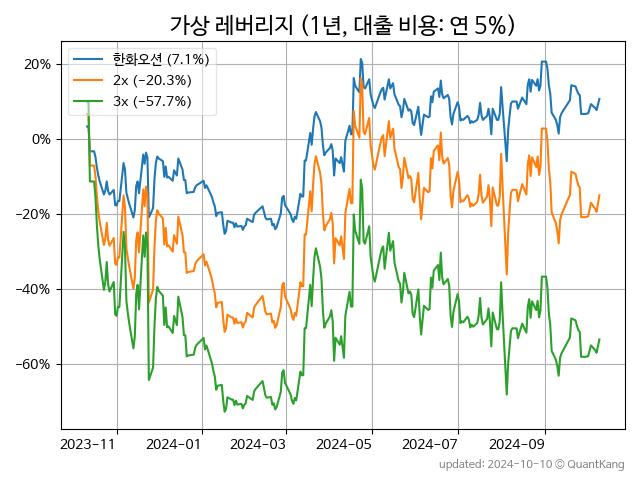 가상 레버리지 (1년, 대출 비용: 연 5%)
한화오션 (7.1%)
2x (−20.3%)
3x (−57.7%)
20%
0%
−20%
−40%
−60%
2023-11 2024-01 2024-03 2024-05 2024-07 2024-09
updated: 2024-10-10 © QuantKang